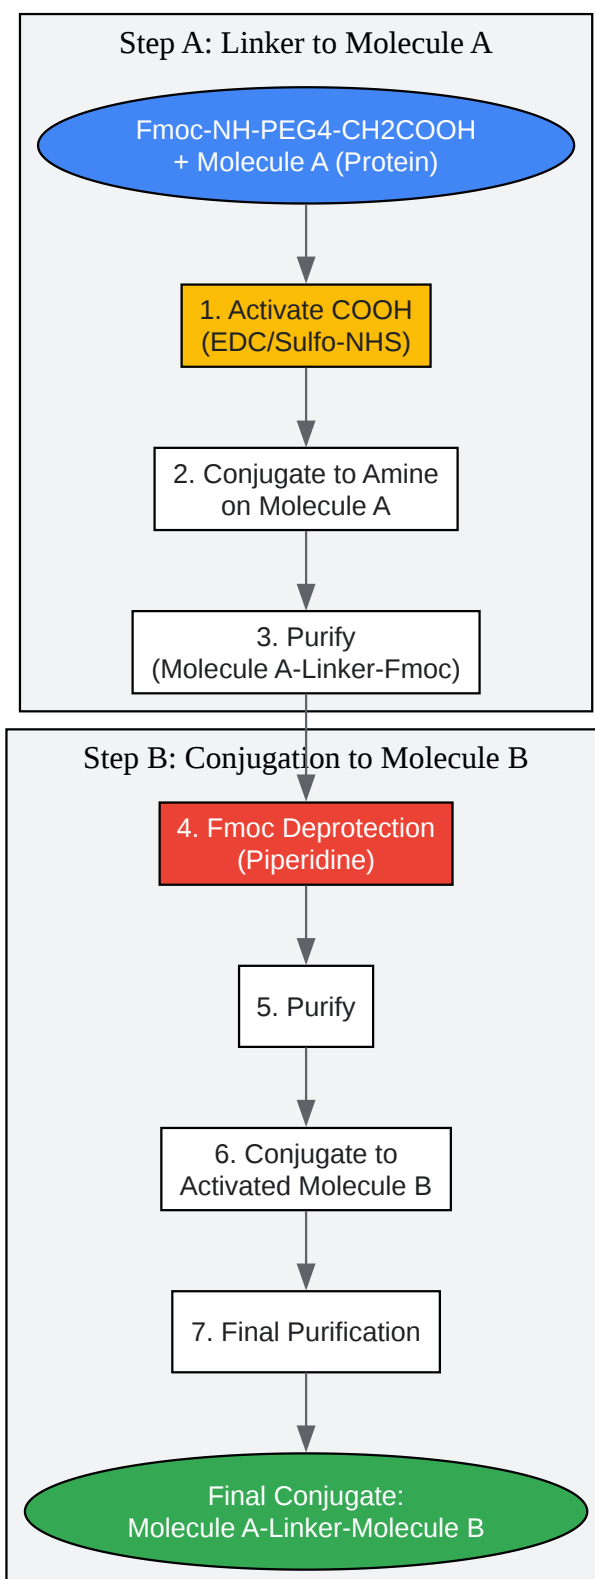 Step A: Linker to Molecule A
Fmoc-NH-PEG4-CH2COOH
+ Molecule A (Protein)
1. Activate COOH
(EDC/Sulfo-NHS)
2. Conjugate to Amine
on Molecule A
3. Purify
(Molecule A-Linker-Fmoc)
Step B: Conjugation to Molecule B
4. Fmoc Deprotection
(Piperidine)
5. Purify
6. Conjugate to
Activated Molecule B
7. Final Purification
Final Conjugate:
Molecule A-Linker-Molecule B